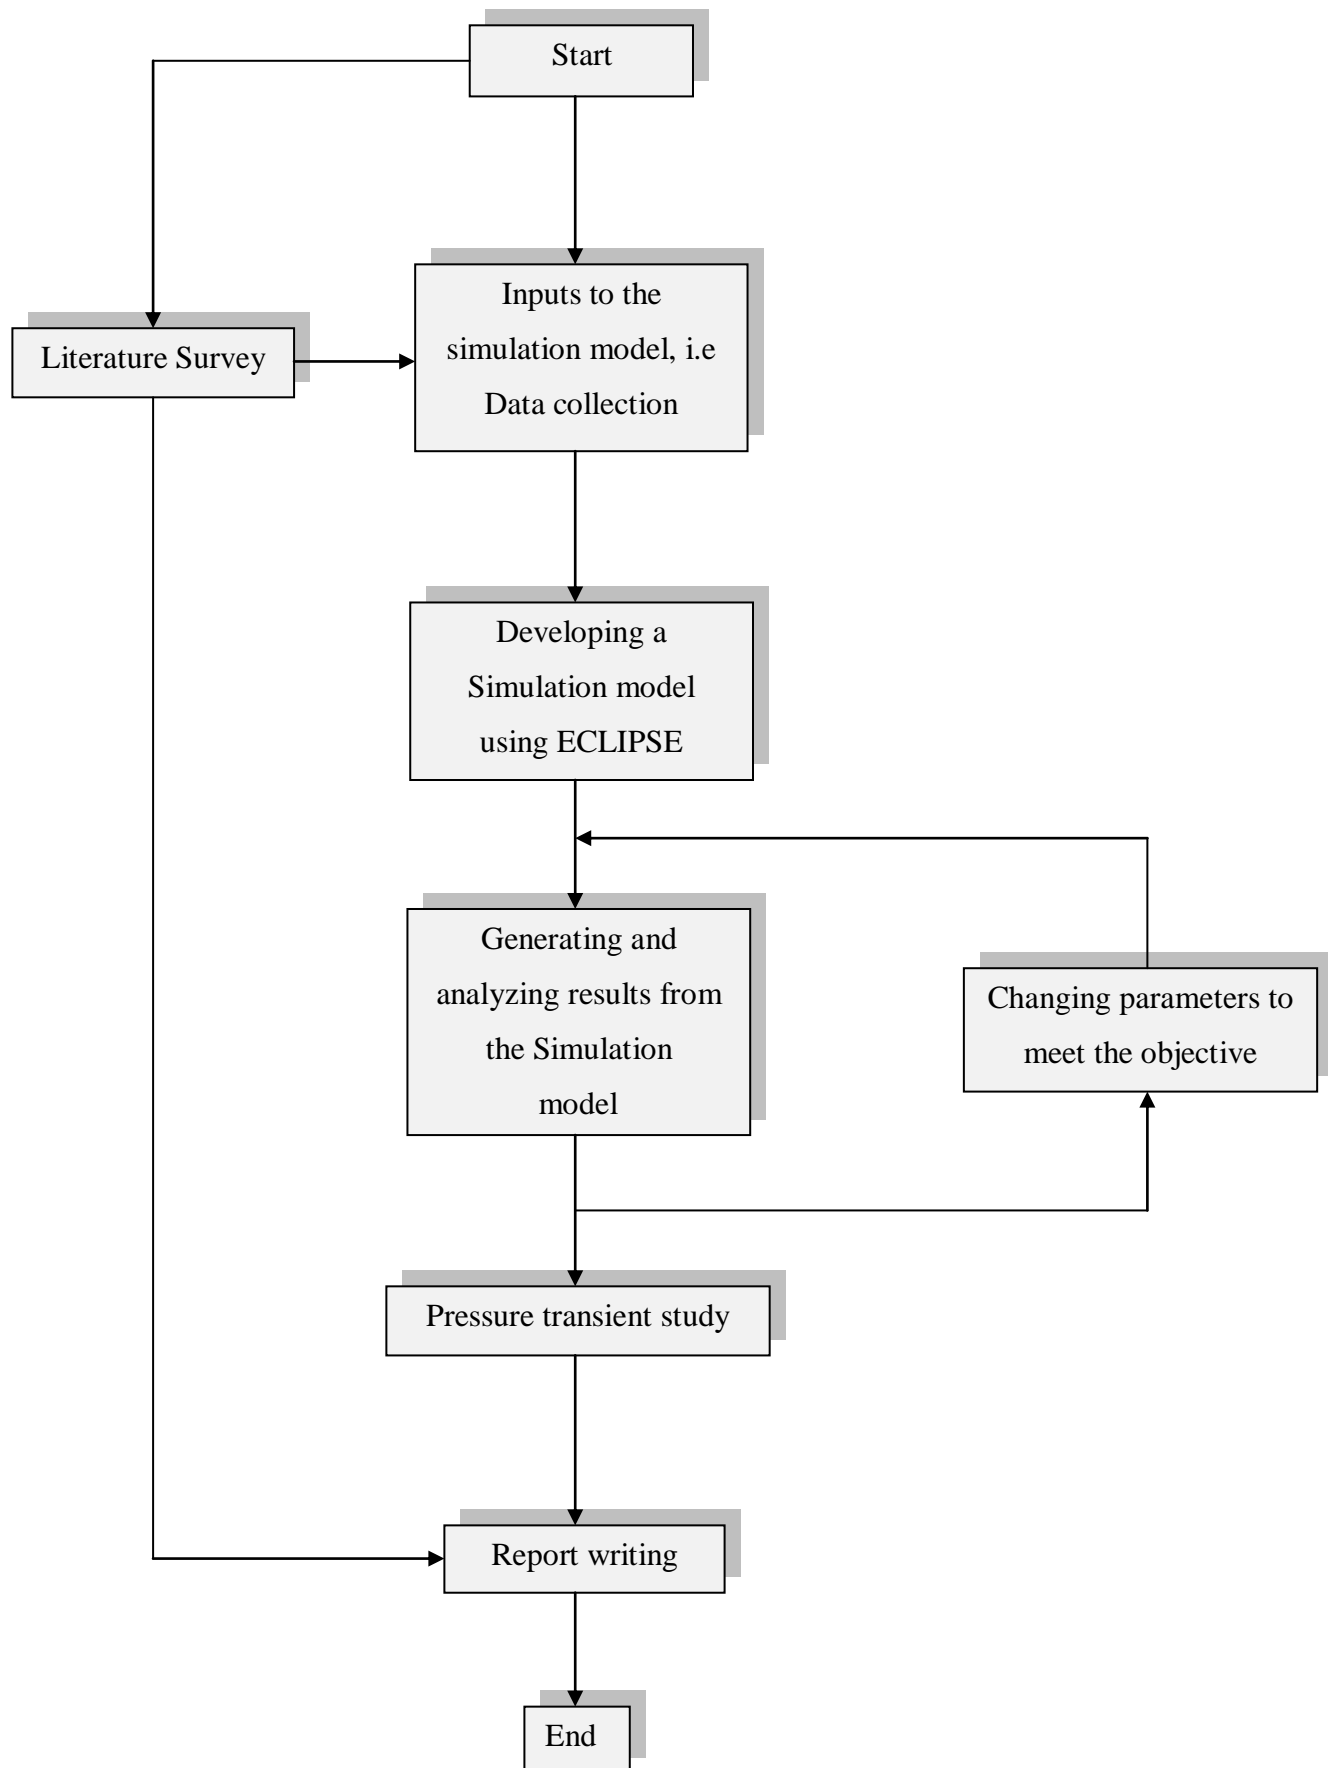 Start
Inputs to the
simulation model, i.e
Data collection
Literature Survey
Developing a
Simulation model
using ECLIPSE
Generating and
analyzing results from
the Simulation
model
Changing parameters to
meet the objective
Pressure transient study
Report writing
End